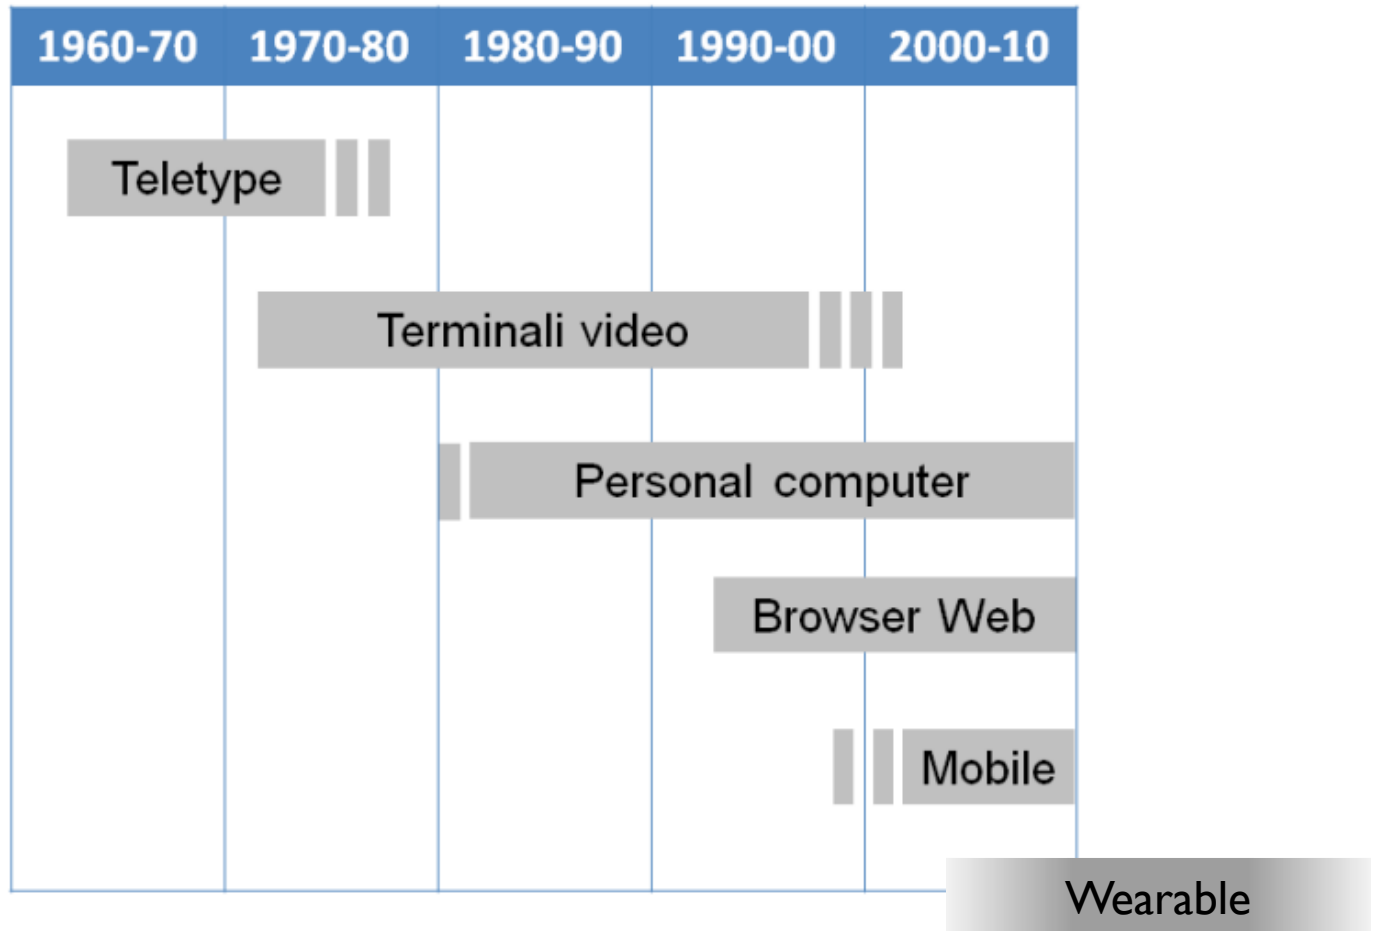 1960-70 1970-80 1980-90 1990-00 2000-10
Teletype
Terminali video
Personal computer
Browser Web
Mobile
Wearable